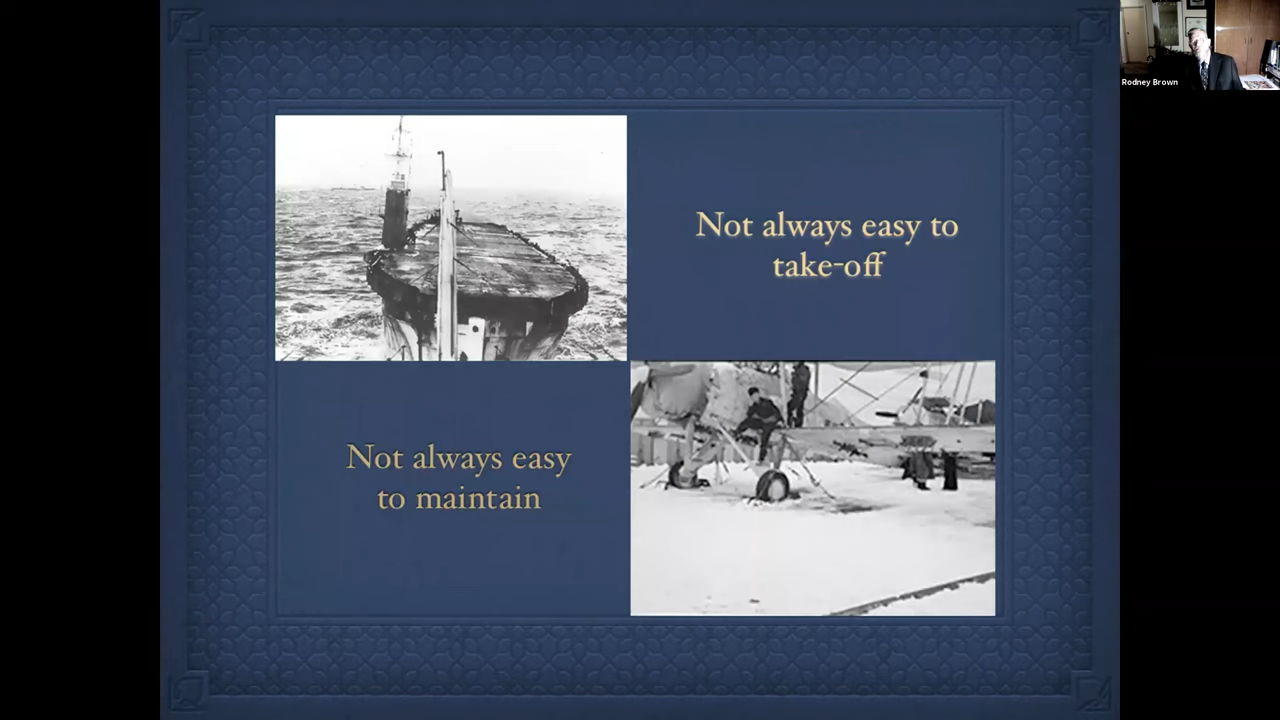 Rodney Brown
Not always easy to
take-off
Not always easy
to maintain